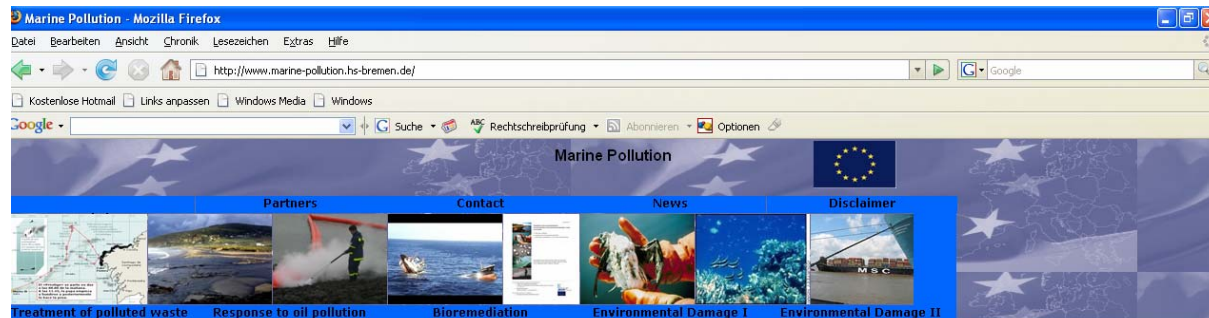 Marine Pollution - Mozilla Firefox
Datei Bearbeiten Ansicht Chronik Lesezeichen Extras Hilfe
http://www.marine-pollution.hs-bremen.de/ G Google
Kostenlose Hotmail Links anpassen Windows Media Windows
Google G Suche ABC Rechtschreibprüfung Abonnieren Optionen
Marine Pollution
Partners Contact News Disclaimer
MSC
Treatment of polluted waste Response to oil pollution Bioremediation Environmental Damage I Environmental Damage II